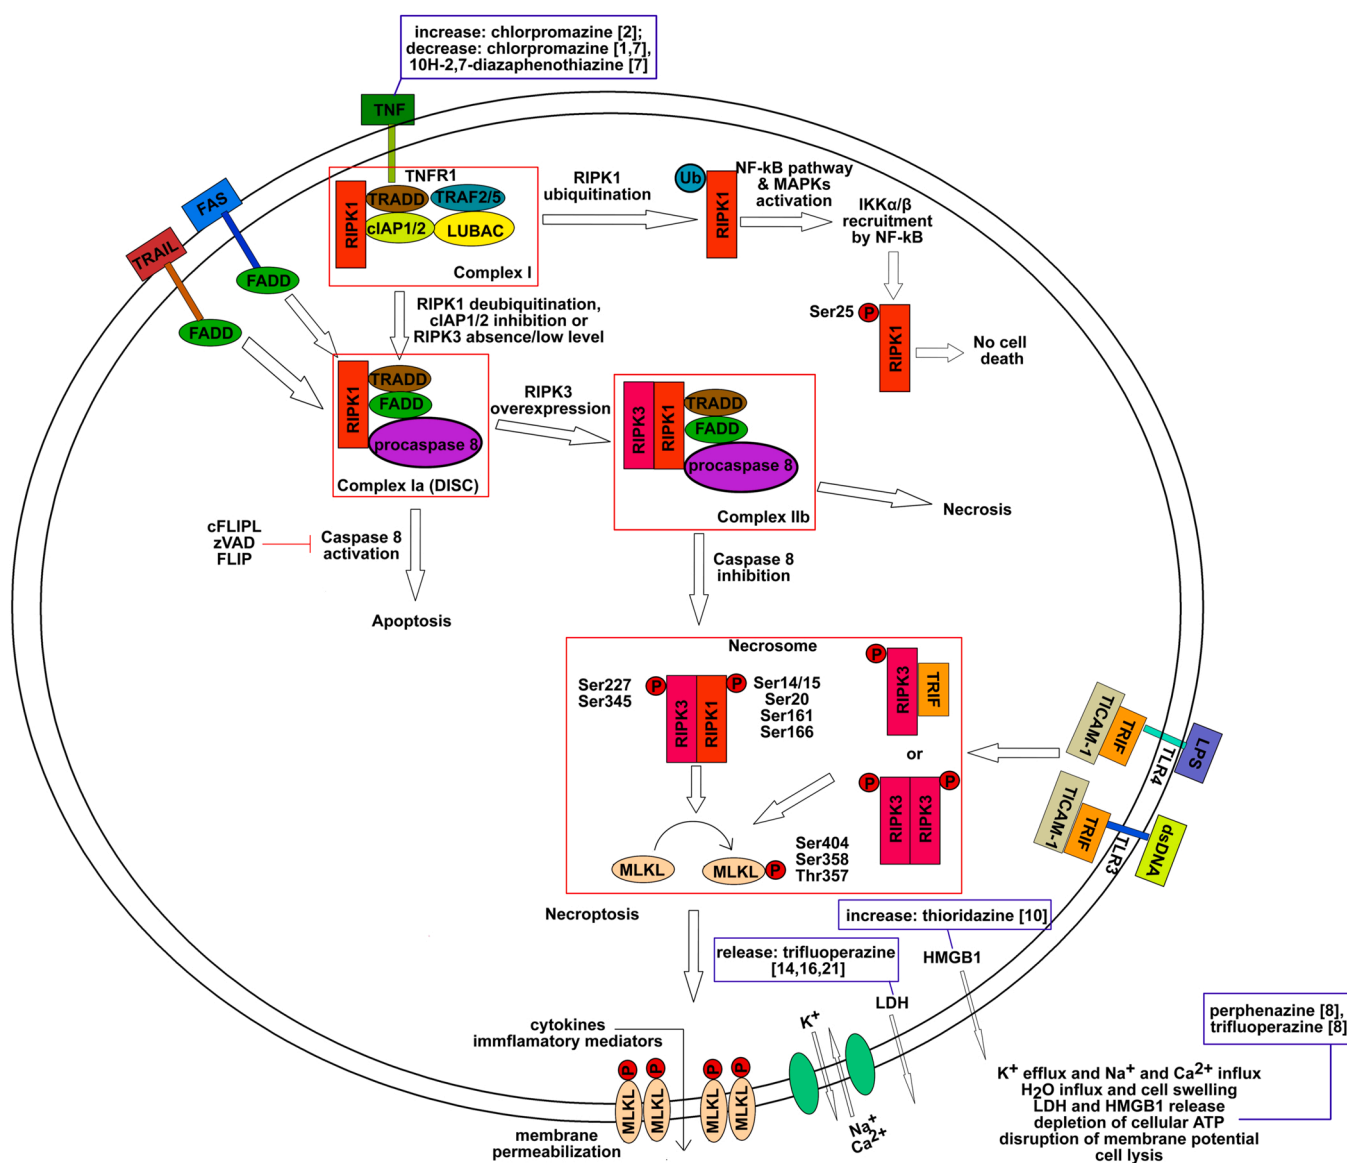 increase: chlorpromazine [2];
decrease: chlorpromazine [1,7],
10H-2,7-diazaphenothiazine [7]
TNF
TNFR1
RIPK1
TRADD
TRAF2/5
cIAP1/2
LUBAC
Complex I
FAS
TRAIL
FADD
FADD
RIPK1
ubiquitination
Ub
RIPK1
NF-kB pathway
& MAPKs
activation
IKKα/β
recruitment
by NF-kB
Ser25
P
RIPK1
No cell
death
RIPK1 deubiquitination,
cIAP1/2 inhibition or
RIPK3 absence/low level
RIPK1
TRADD
FADD
procaspase 8
Complex Ia (DISC)
RIPK3
overexpression
RIPK3
RIPK1
TRADD
FADD
procaspase 8
Complex IIb
Necrosis
cFLIPL
zVAD
FLIP
Caspase 8
activation
Apoptosis
Caspase 8
inhibition
Necrosome
Ser227
Ser345
P
RIPK3
RIPK1
P
Ser14/15
Ser20
Ser161
Ser166
P
RIPK3
TRIF
or
P
P
RIPK3
RIPK3
MLKL
MLKL
P
Ser404
Ser358
Thr357
TICAM-1
TRIF
TLR4
LPS
TICAM-1
TRIF
TLR3
dsDNA
Necroptosis
increase: thioridazine [10]
HMGB1
release: trifluoperazine
[14,16,21]
LDH
cytokines
immflamatory mediators
P
P
P
P
MLKL
MLKL
MLKL
MLKL
membrane
permeabilization
K+
Na+
Ca2+
perphenazine [8],
trifluoperazine [8]
K+ efflux and Na+ and Ca2+ influx
H2O influx and cell swelling
LDH and HMGB1 release
depletion of cellular ATP
disruption of membrane potential
cell lysis